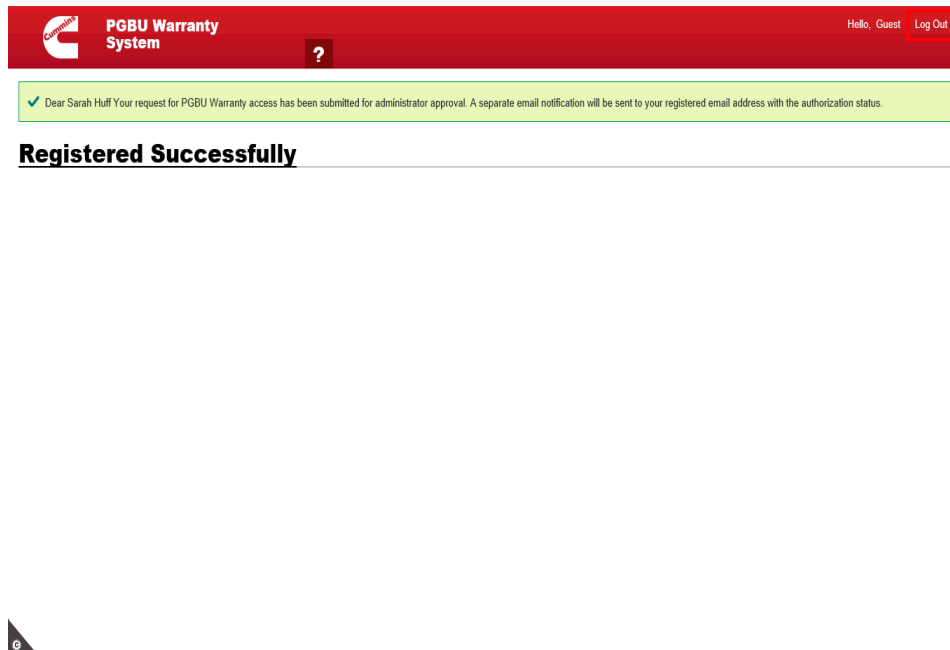 Cummins
PGBU Warranty
System
?
Hello, Guest Log Out
Dear Sarah Huff Your request for PGBU Warranty access has been submitted for administrator approval. A separate email notification will be sent to your registered email address with the authorization status.
Registered Successfully